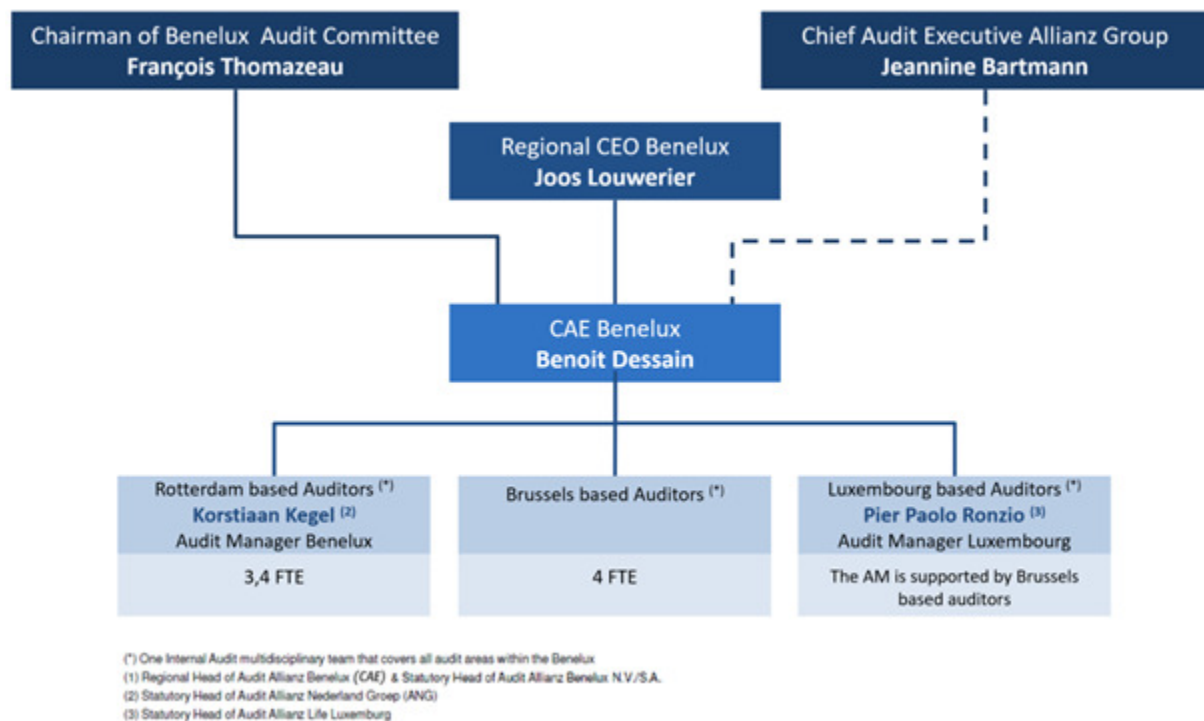 Chairman of Benelux Audit Committee
François Thomazeau
Chief Audit Executive Allianz Group
Jeannine Bartmann
Regional CEO Benelux
Joos Louwerier
CAE Benelux
Benoit Dessain
Rotterdam based Auditors (*)
Korstiaan Kegel (2)
Audit Manager Benelux
3,4 FTE
Brussels based Auditors (*)
4 FTE
Luxembourg based Auditors (*)
Pier Paolo Ronzio (3)
Audit Manager Luxembourg
The AM is supported by Brussels
based auditors
(*) One Internal Audit multidisciplinary team that covers all audit areas within the Benelux
(1) Regional Head of Audit Allianz Benelux (CAE) & Statutory Head of Audit Allianz Benelux N.V./S.A.
(2) Statutory Head of Audit Allianz Nederland Groep (ANG)
(3) Statutory Head of Audit Allianz Life Luxemburg